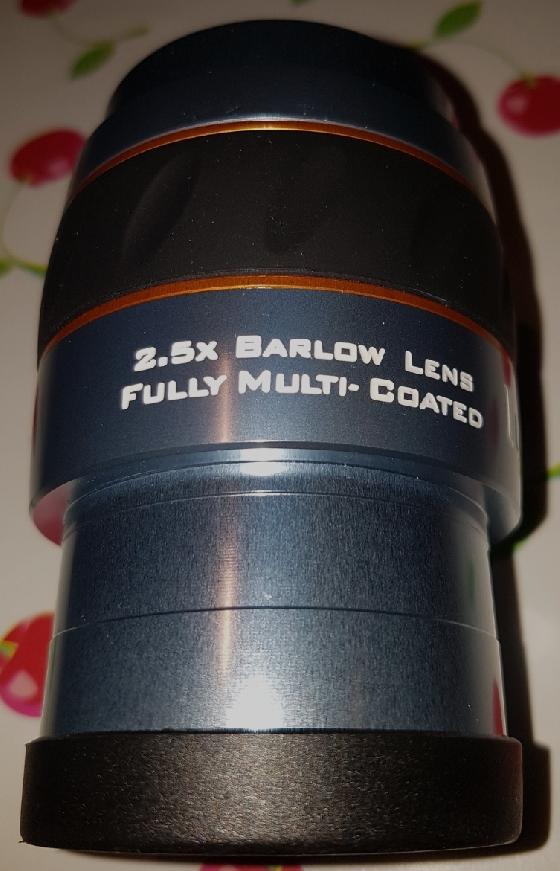 2.5x BARLOW LENS
FULLY MULTI-COATED